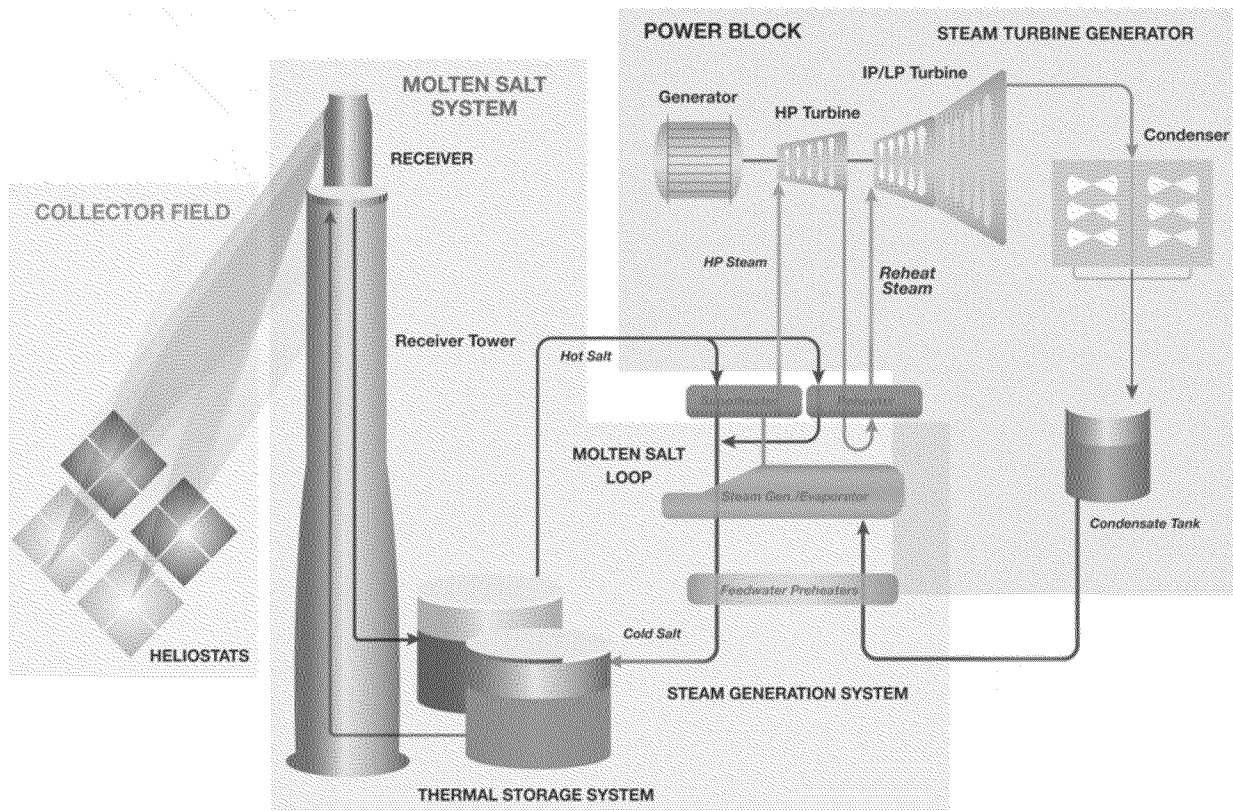 POWER BLOCK
STEAM TURBINE GENERATOR
IP/LP Turbine
MOLTEN SALT
SYSTEM
Generator
HP Turbine
Condenser
RECEIVER
COLLECTOR FIELD
HP Steam
Reheat
Steam
Receiver Tower
Hot Salt
Superheater
Reheater
MOLTEN SALT
LOOP
Steam Gen./Evaporator
Condensate Tank
Feedwater Preheaters
Cold Salt
HELIOSTATS
STEAM GENERATION SYSTEM
THERMAL STORAGE SYSTEM